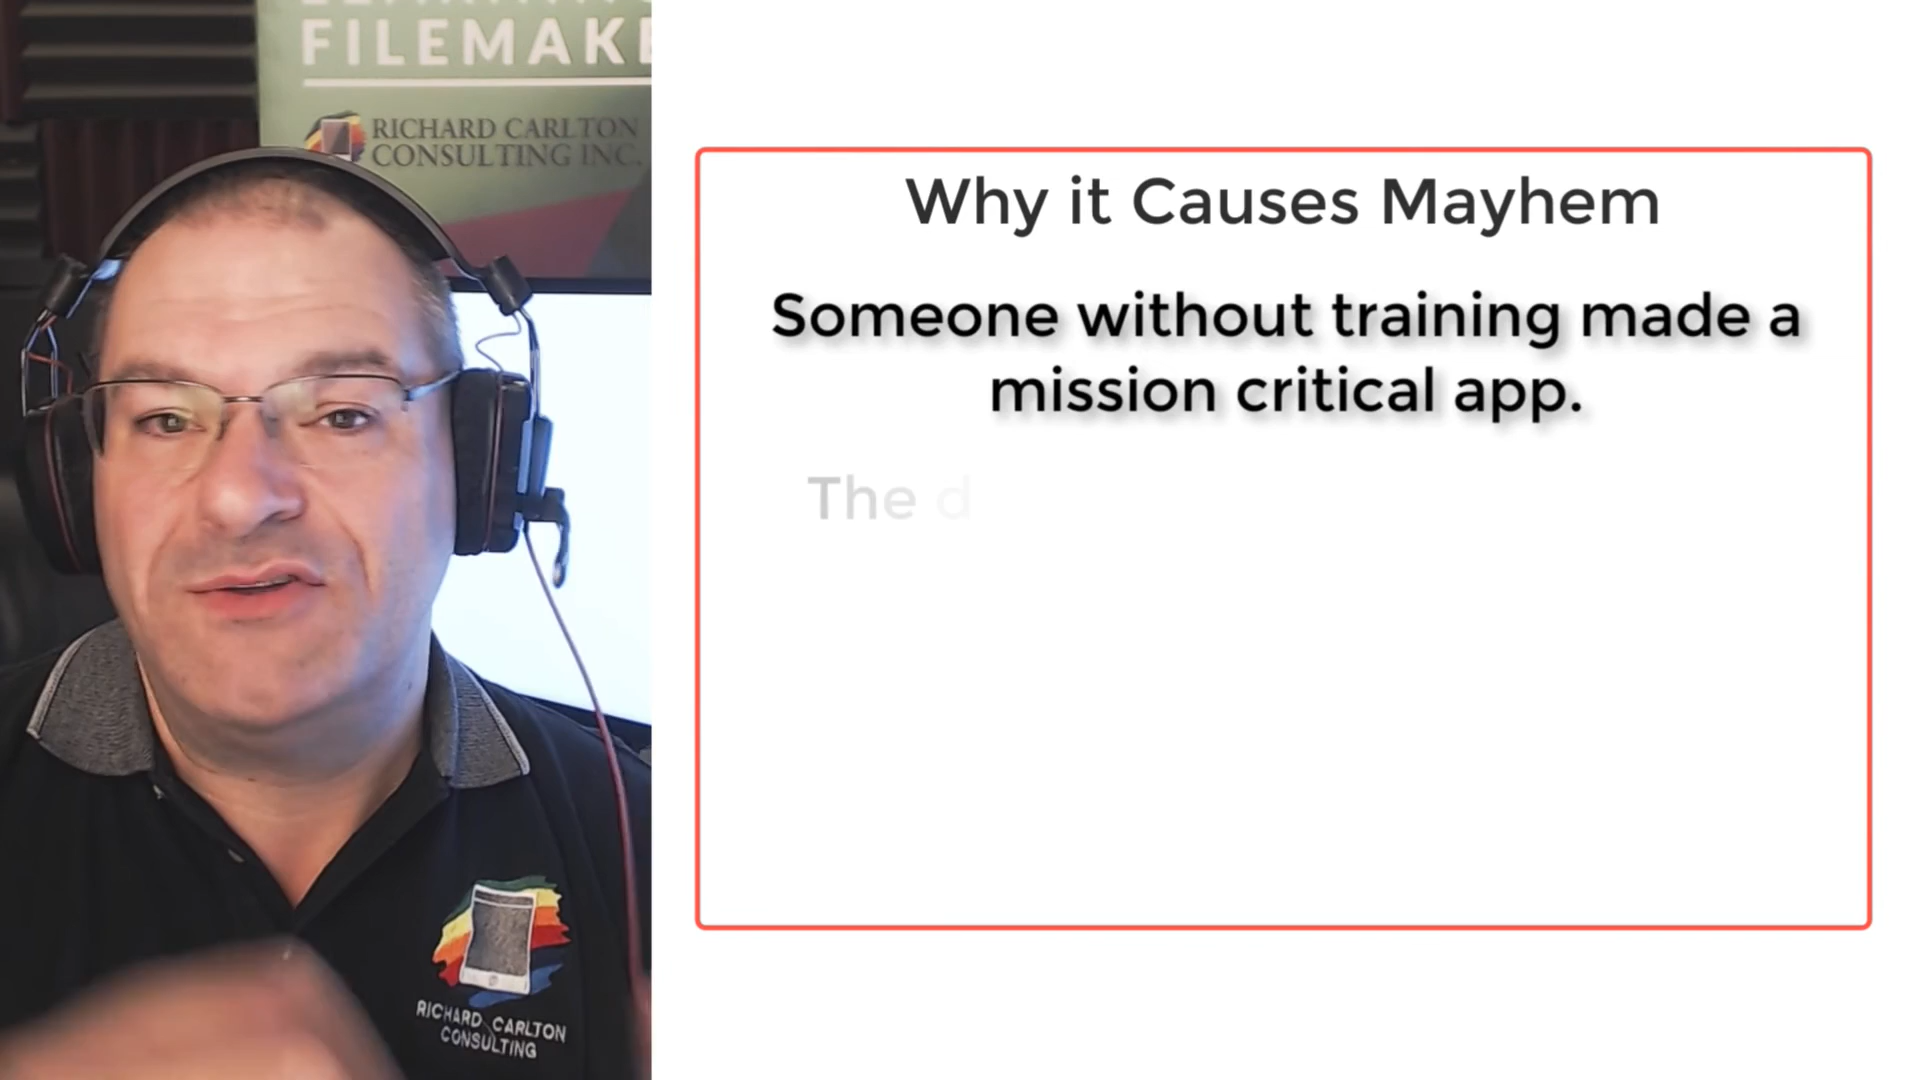 FILEMAK
RICHARD CARLTON
CONSULTING INC.
Why it Causes Mayhem
Someone without training made a
mission critical app.
The d
RICHARD CARLTON
CONSULTING